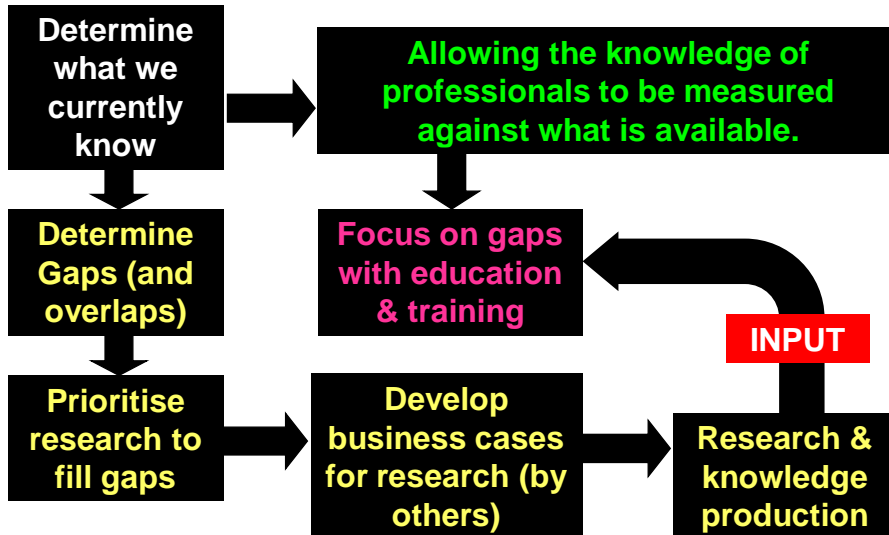 Determine
what we
currently
know
Allowing the knowledge of
professionals to be measured
against what is available.
Determine
Gaps (and
overlaps)
Focus on gaps
with education
& training
INPUT
Prioritise
research to
fill gaps
Develop
business cases
for research (by
others)
Research &
knowledge
production